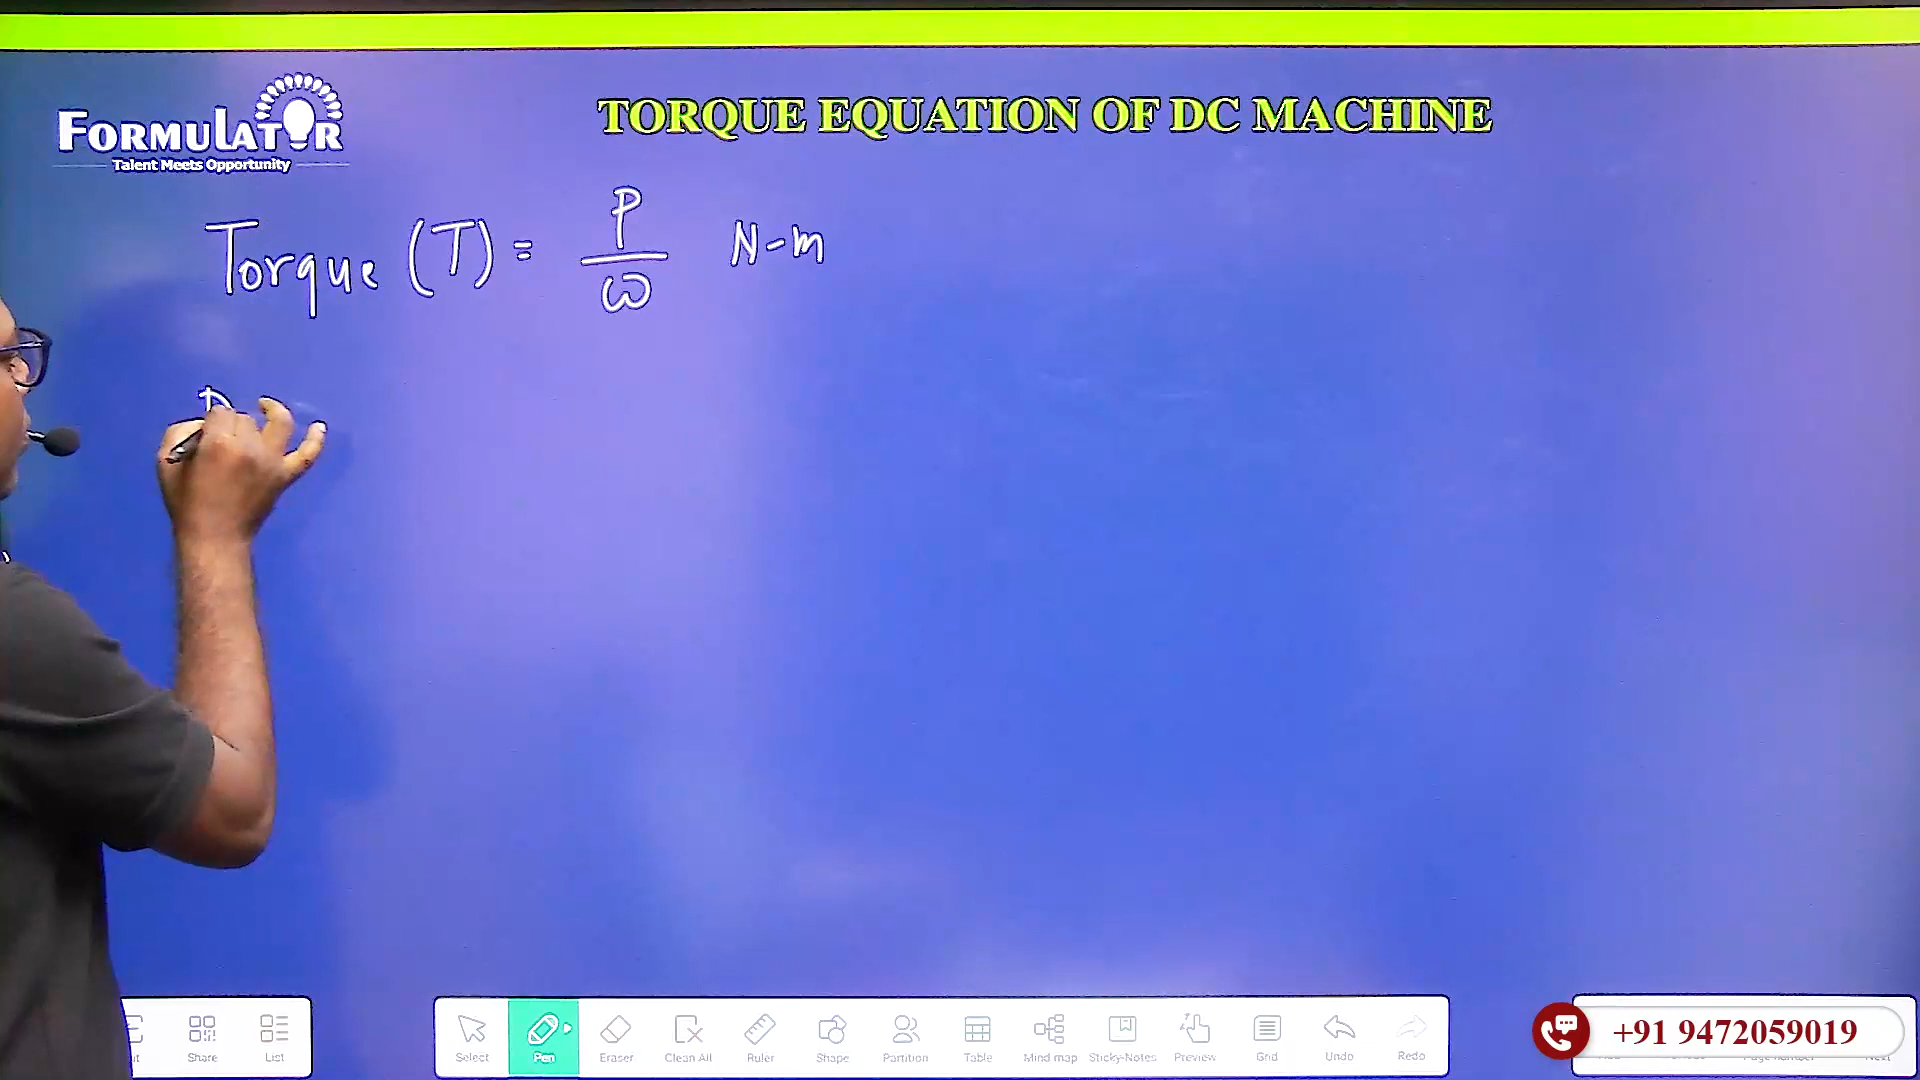 FORMULATOR
Talent Meets Opportunity
TORQUE EQUATION OF DC MACHINE
Torque (T) = P/ω N-m
Share
List
Select
Pen
Eraser
Clean All
Ruler
Shape
Partition
Table
Mind map
Sticky-Notes
Preview
Grid
Undo
Redo
+91 9472059019